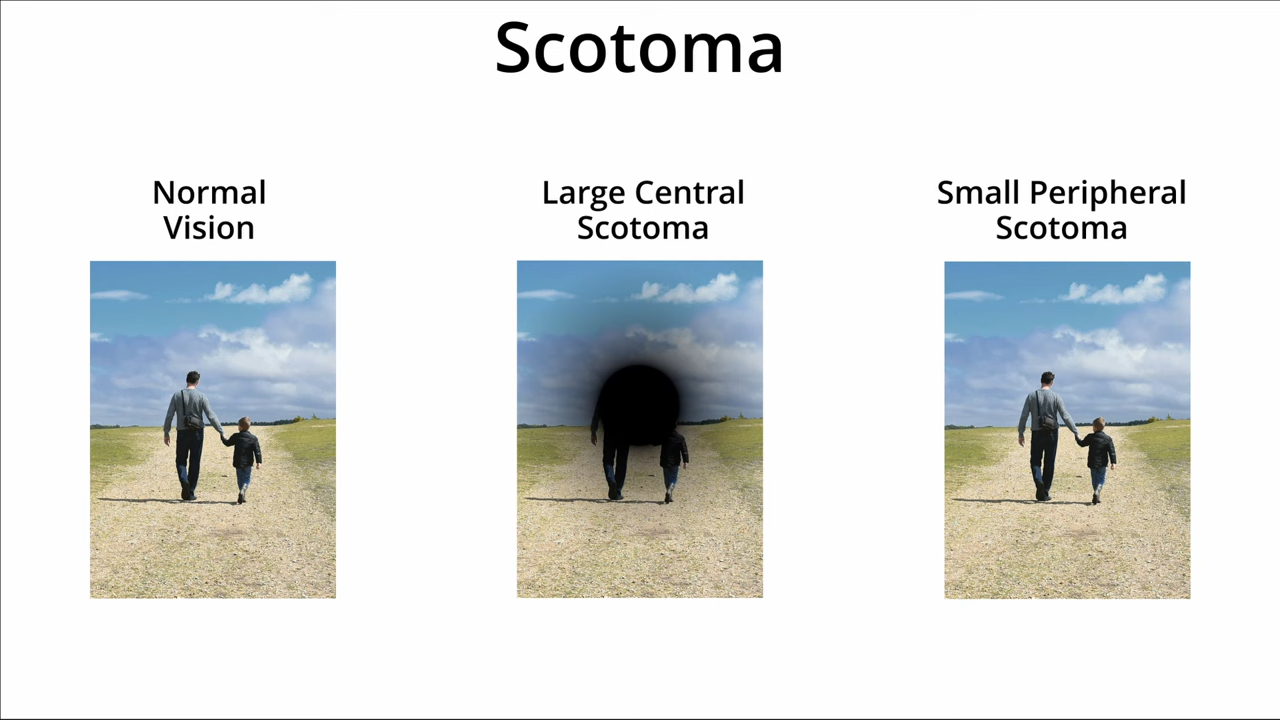 Scotoma
Normal
Vision
Large Central
Scotoma
Small Peripheral
Scotoma